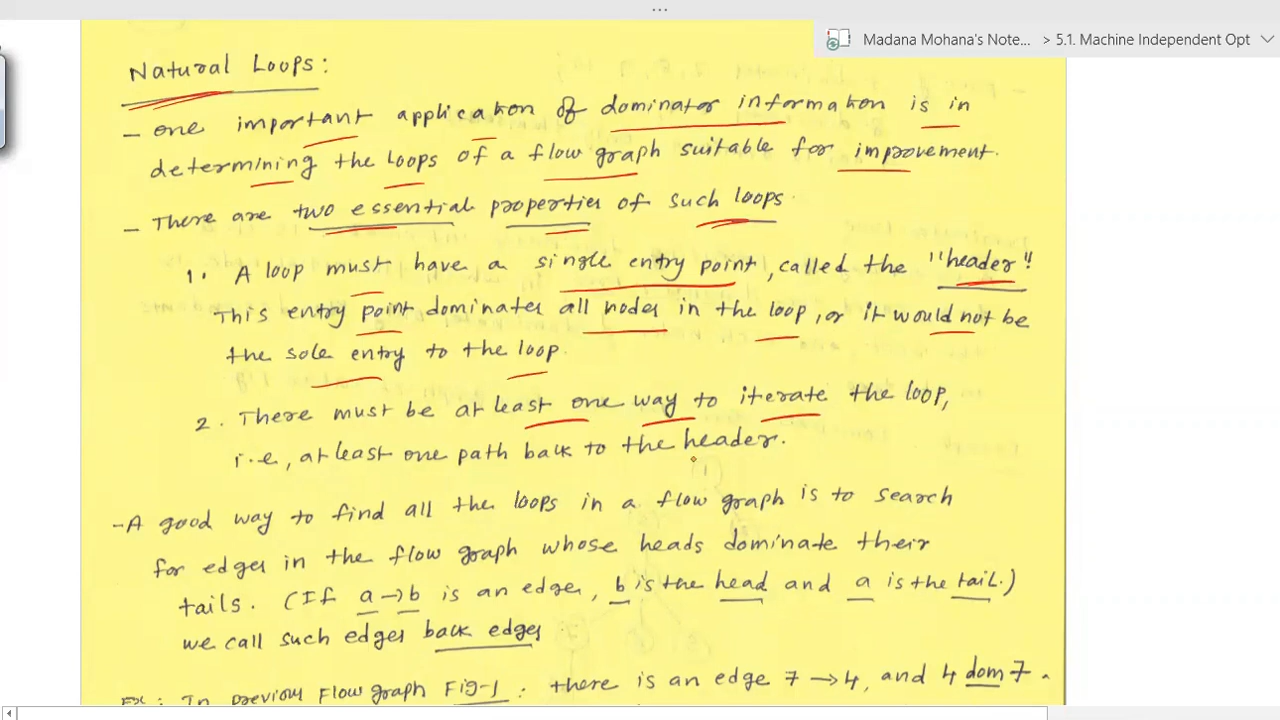 ...
Madana Mohana's Note... > 5.1. Machine Independent Opt
Natural Loops:
- one important application of dominator information is in
determining the loops of a flow graph suitable for improvement.
- There are two essential properties of such loops.
1. A loop must have a single entry point, called the "header".
This entry point dominates all nodes in the loop, or it would not be
the sole entry to the loop.
2. There must be at least one way to iterate the loop,
i.e, at least one path back to the header.
- A good way to find all the loops in a flow graph is to search
for edges in the flow graph whose heads dominate their
tails. (If a → b is an edge, b is the head and a is the tail.)
we call such edges back edges
Ex: In previous Flow graph Fig-1: there is an edge 7 → 4, and 4 dom 7.